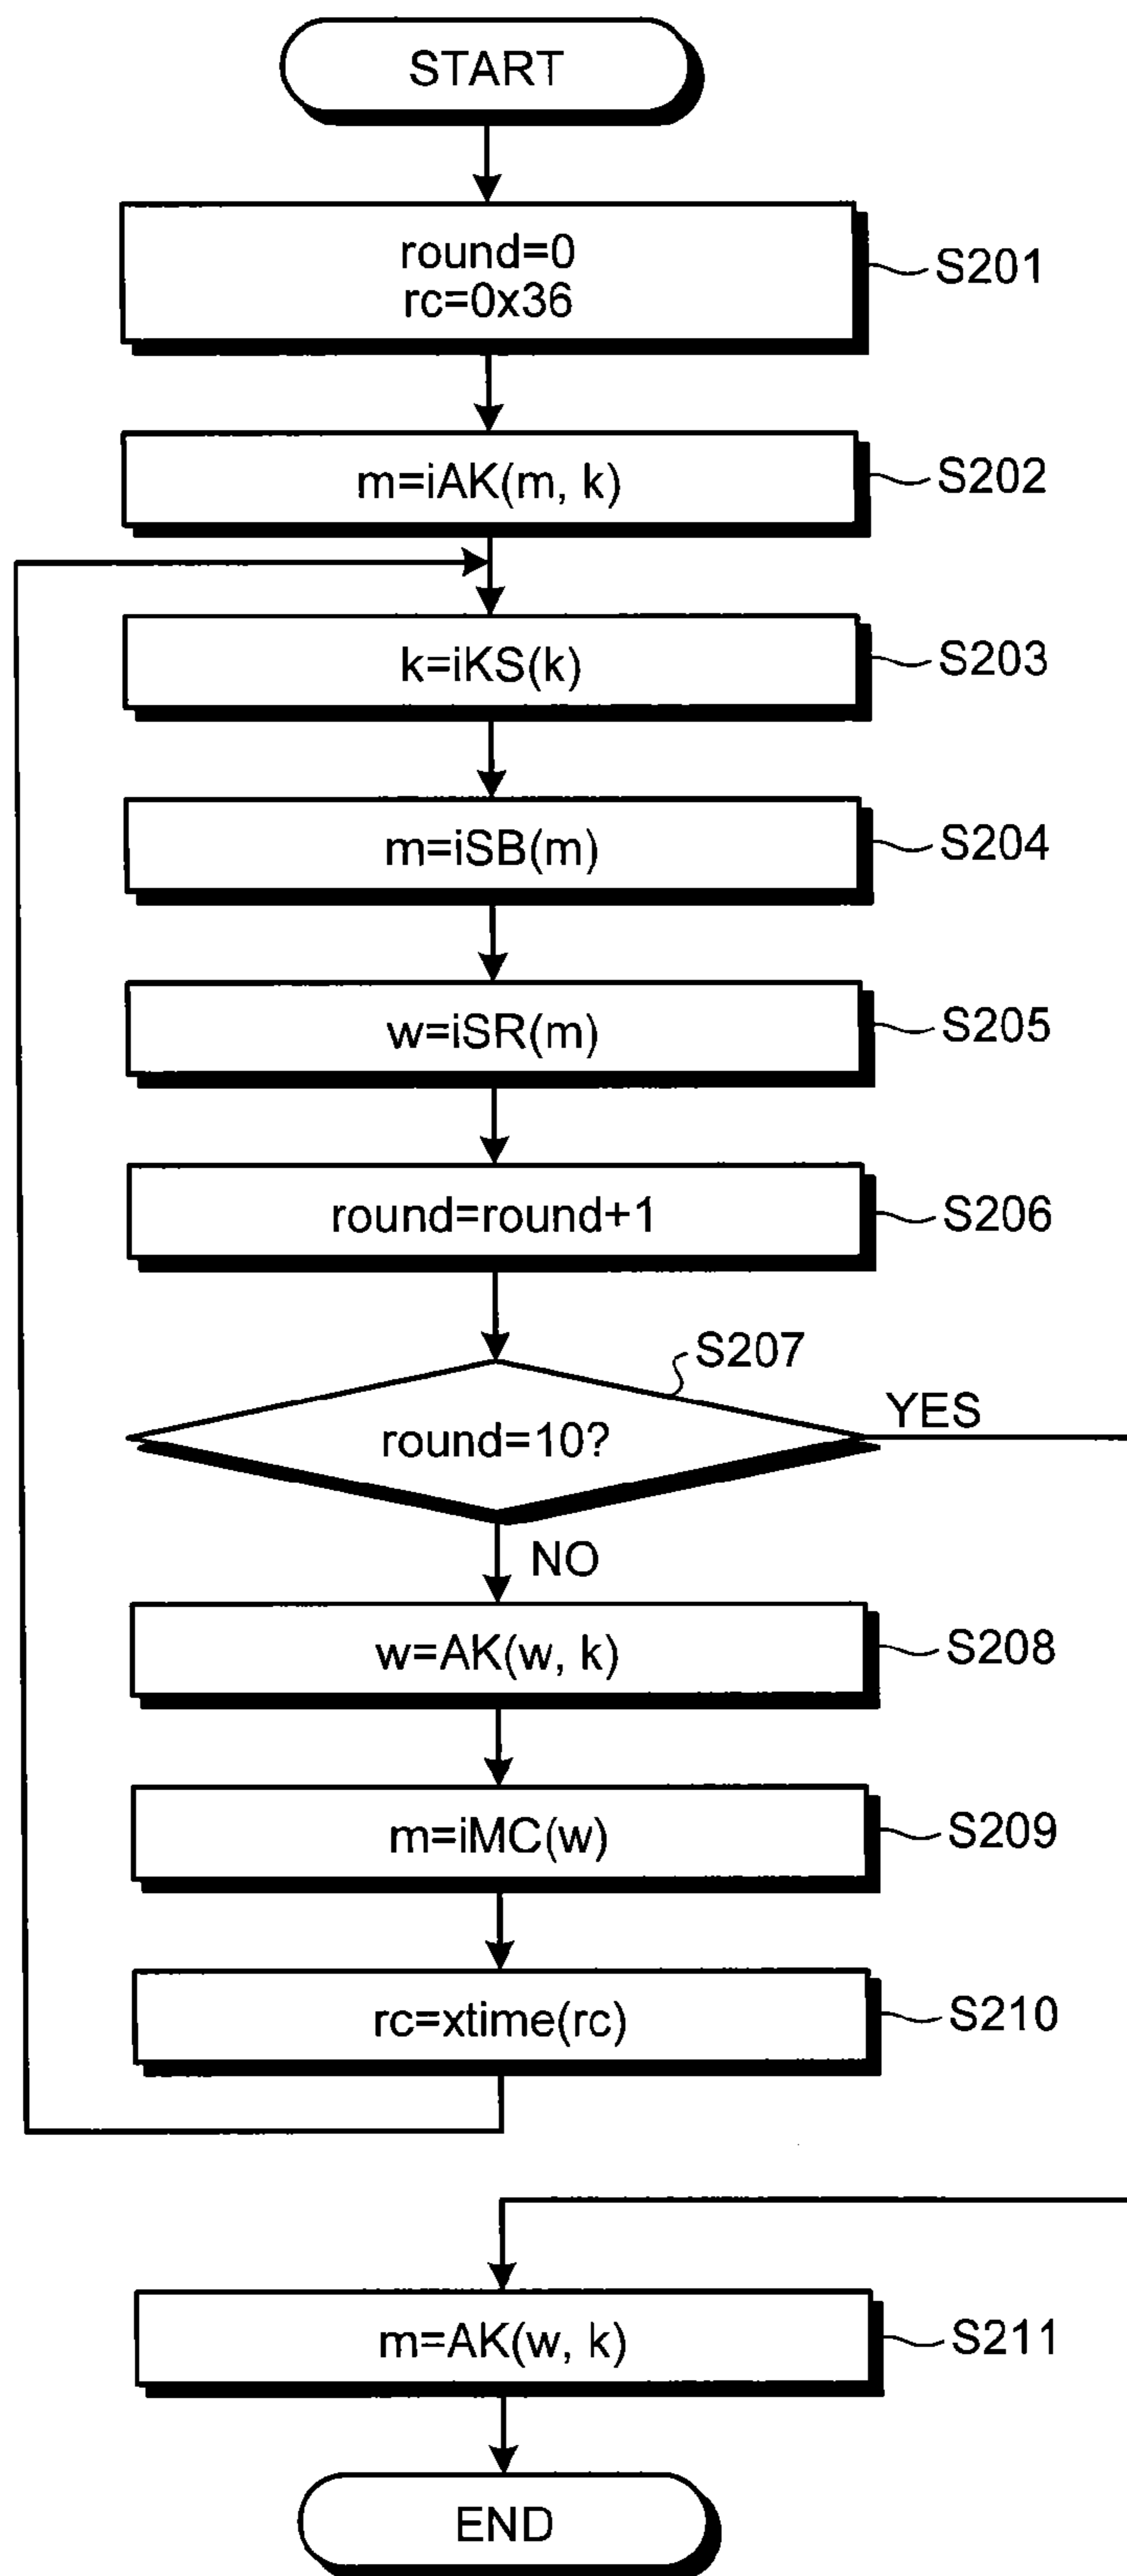 START
round=0
rc=0x36
S201
m=iAK(m, k)
S202
k=iKS(k)
S203
m=iSB(m)
S204
w=iSR(m)
S205
round=round+1
S206
S207
round=10?
YES
NO
w=AK(w, k)
S208
m=iMC(w)
S209
rc=xtime(rc)
S210
m=AK(w, k)
S211
END